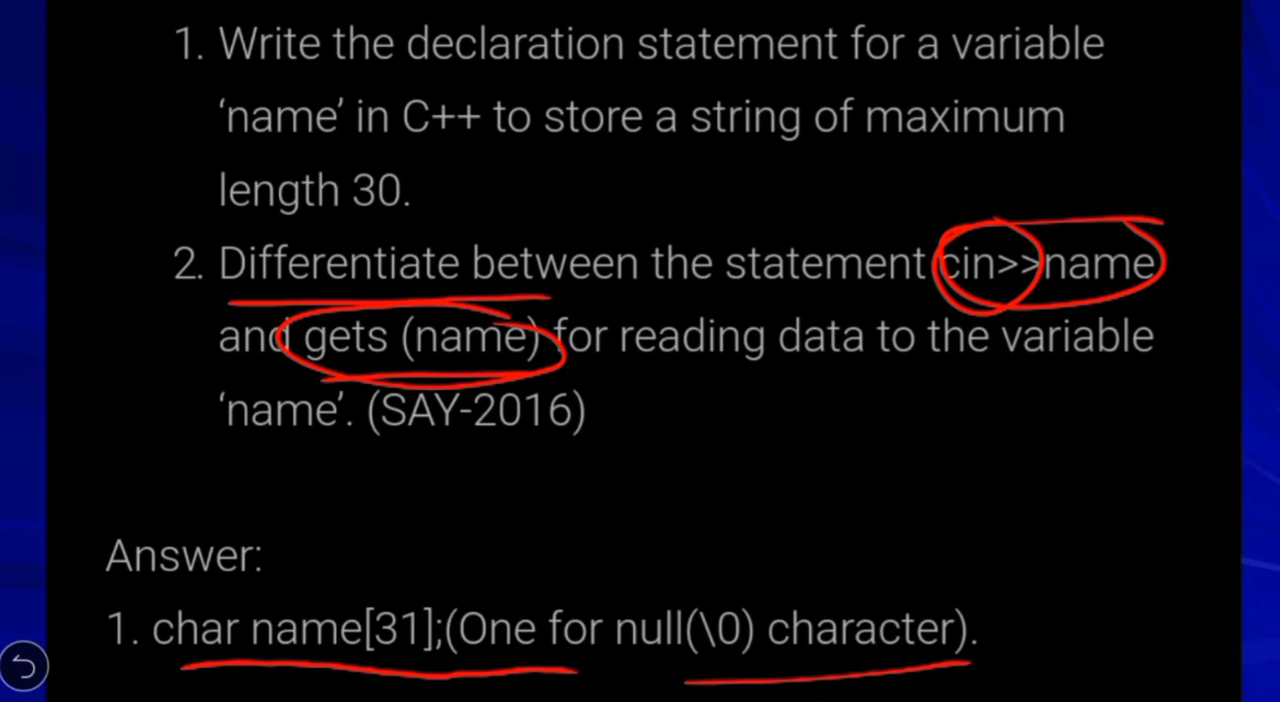 1. Write the declaration statement for a variable
‘name’ in C++ to store a string of maximum
length 30.
2. Differentiate between the statement cin>>name
and gets (name) for reading data to the variable
‘name’. (SAY-2016)
Answer:
1. char name[31];(One for null(\0) character).